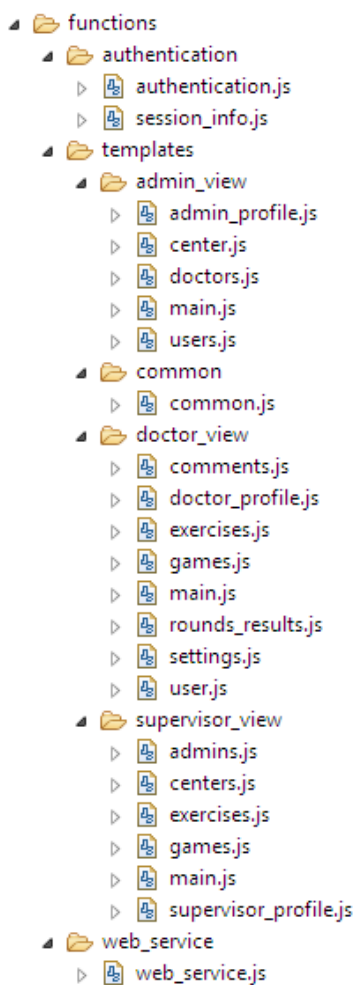 functions
authentication
authentication.js
session_info.js
templates
admin_view
admin_profile.js
center.js
doctors.js
main.js
users.js
common
common.js
doctor_view
comments.js
doctor_profile.js
exercises.js
games.js
main.js
rounds_results.js
settings.js
user.js
supervisor_view
admins.js
centers.js
exercises.js
games.js
main.js
supervisor_profile.js
web_service
web_service.js